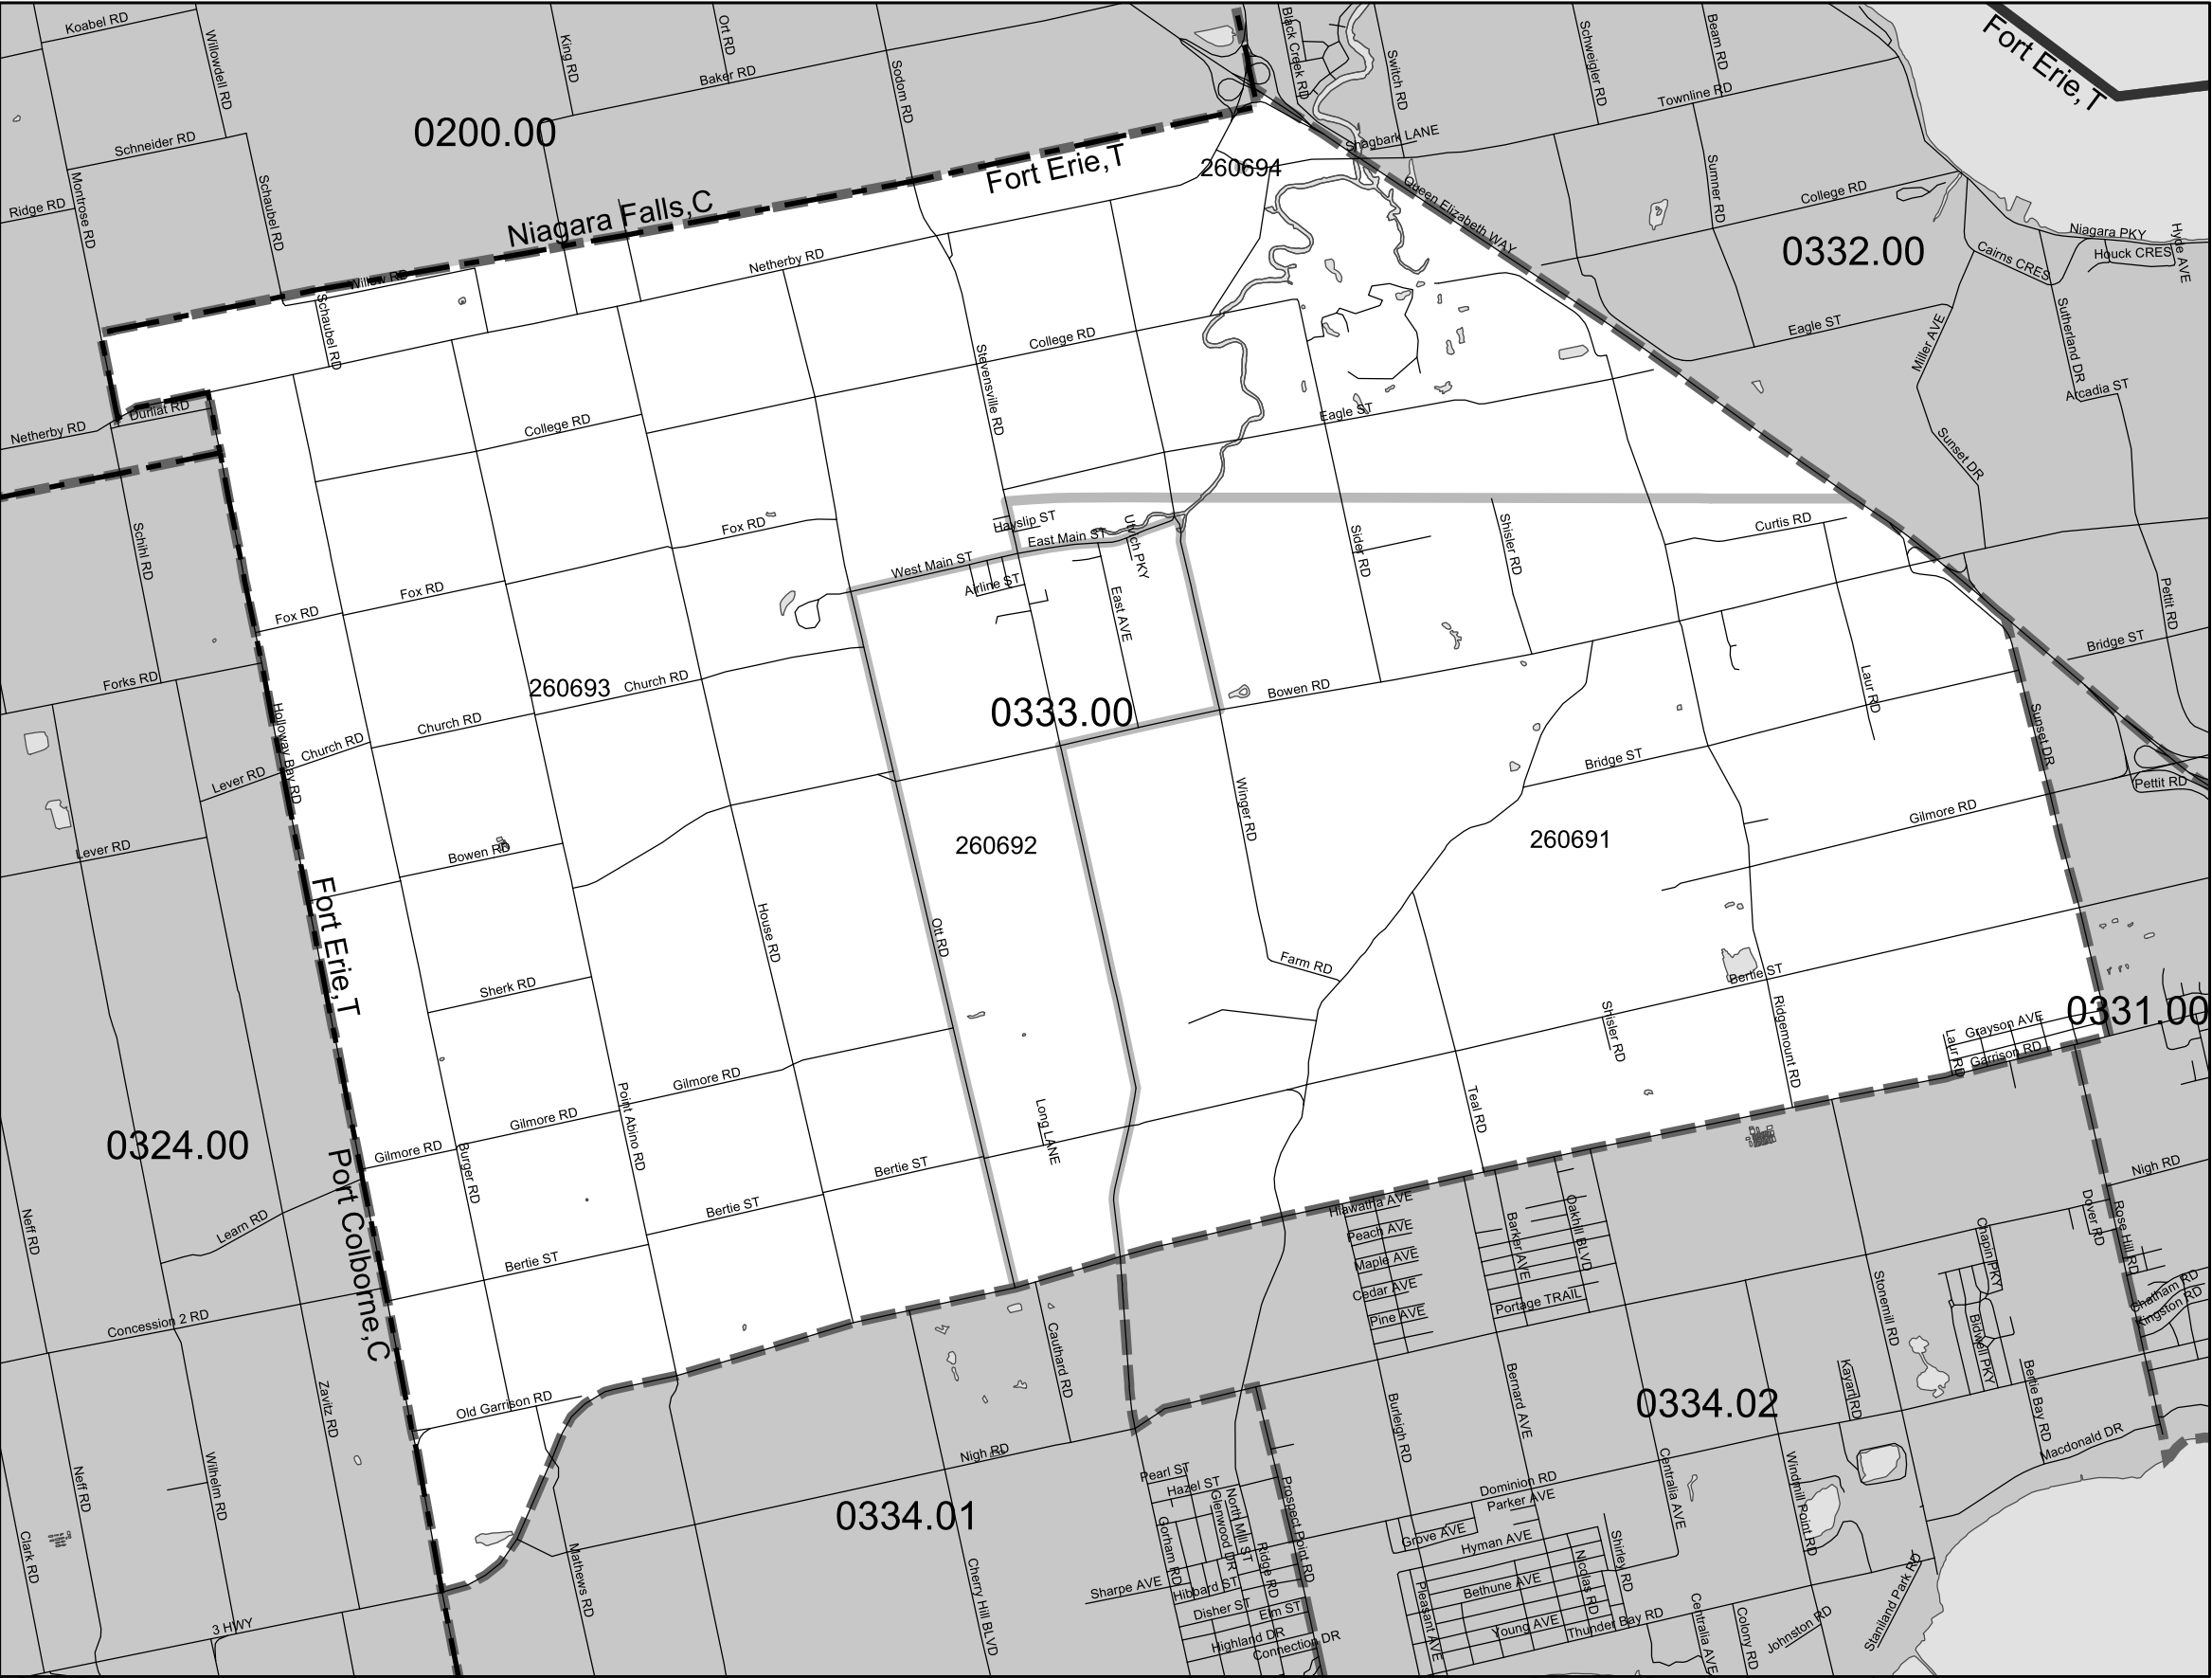 Koabel RD
Willowdell RD
King RD
Ort RD
Baker RD
Sodom RD
Black Creek RD
Switch RD
Schweigler RD
Beam RD
Townline RD
Fort Erie,T
0200.00
Schneider RD
Schaubel RD
Montrose RD
Ridge RD
Niagara Falls,C
Fort Erie,T
260694
Shagbark LANE
Queen Elizabeth WAY
Sumner RD
College RD
0332.00
Niagara PKY
Houck CRES
Hyde AVE
Cairns CRES
Sutherland DR
Miller AVE
Eagle ST
Arcadia ST
Sunset DR
Willow RD
Schaubel RD
Netherby RD
College RD
Stevensville RD
Eagle ST
Dunlat RD
Netherby RD
College RD
Schihl RD
Fox RD
Fox RD
Fox RD
Hayslip ST
East Main ST
West Main ST
Airline ST
Utwich PKY
East AVE
Sider RD
Shisler RD
Curtis RD
Pettit RD
Bridge ST
Forks RD
260693
Church RD
Church RD
Church RD
Lever RD
Lever RD
Holloway Bay RD
0333.00
Bowen RD
Laur RD
Sunset DR
Bridge ST
Pettit RD
Gilmore RD
Winger RD
260692
260691
Bowen RD
Fort Erie,T
House RD
Ott RD
Farm RD
Sherk RD
Bertie ST
Shisler RD
Ridgemount RD
Laur RD
Grayson AVE
Garrison RD
0331.00
0324.00
Port Colborne,C
Gilmore RD
Gilmore RD
Gilmore RD
Point Abino RD
Burger RD
Long LANE
Teal RD
Bertie ST
Bertie ST
Bertie ST
Learn RD
Neff RD
Concession 2 RD
Zavitz RD
Old Garrison RD
Cauthard RD
Hiawatha AVE
Peach AVE
Maple AVE
Cedar AVE
Pine AVE
Barker AVE
Oakhill BLVD
Portage TRAIL
Stonemill RD
Chapin PKY
Bidwell PKY
Dover RD
Rose Hill RD
Nigh RD
Chatham RD
Kingston RD
Bertie Bay RD
Macdonald DR
Kayart RD
0334.02
Burleigh RD
Bernard AVE
Centralia AVE
Windmill Point RD
Neff RD
Wilhelm RD
Clark RD
3 HWY
Nigh RD
0334.01
Mathews RD
Cherry Hill BLVD
Pearl ST
Hazel ST
Gorham RD
Glenwood DR
North Mill ST
Ridge RD
Prospect Point RD
Sharpe AVE
Hibbard ST
Disher ST
Elm ST
Highland DR
Connection DR
Dominion RD
Parker AVE
Grove AVE
Hyman AVE
Bethune AVE
Nicolas RD
Shirley RD
Pleasant AVE
Young AVE
Thunder Bay RD
Centralia AVE
Colony RD
Johnston RD
Staniland Park RD